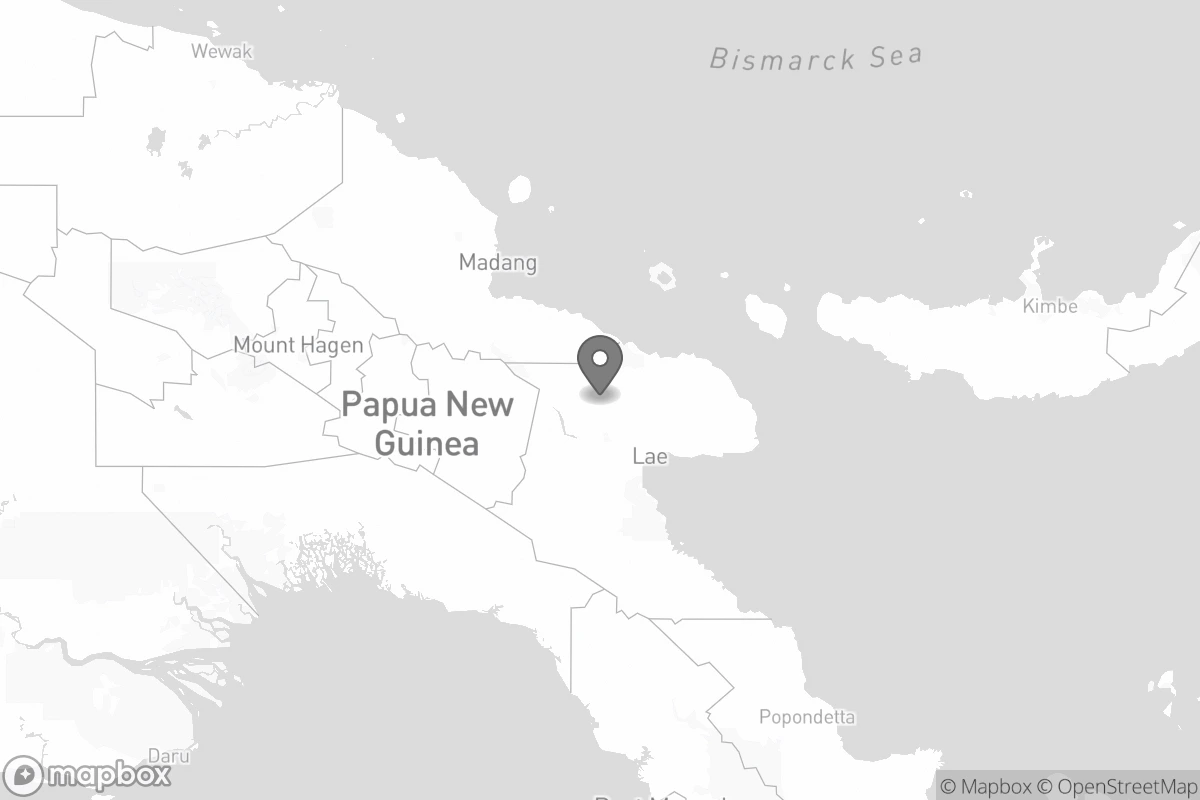 Wewak
Bismarck Sea
Madang
Kimbe
Mount Hagen
Papua New
Guinea
Lae
Popondetta
Daru
mapbox
© Mapbox © OpenStreetMap